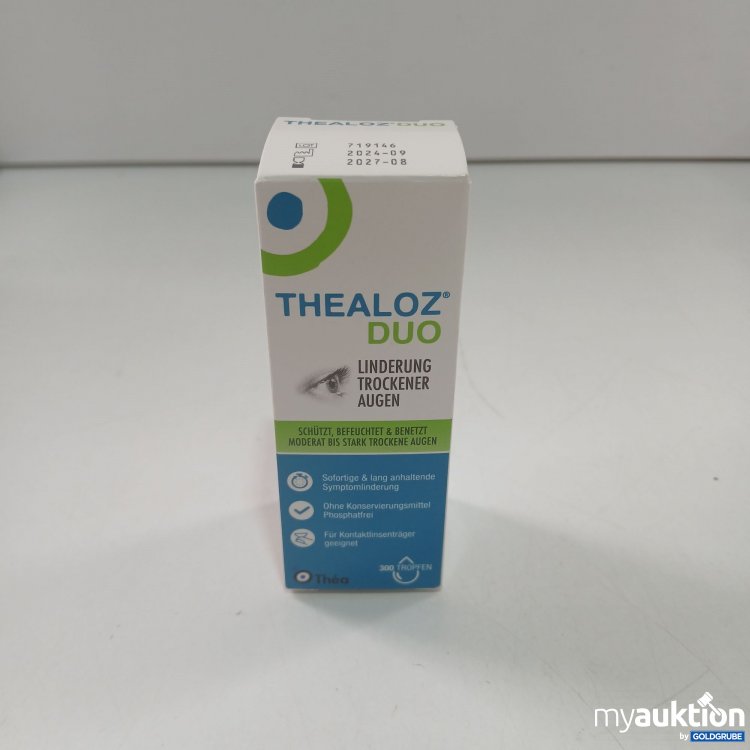 THEALOZ® DUO
LOT
719146
2024-09
2027-08
THEALOZ®
DUO
LINDERUNG
TROCKENER
AUGEN
SCHÜTZT, BEFEUCHTET & BENETZT
MODERAT BIS STARK TROCKENE AUGEN
Sofortige & lang anhaltende
Symptomlinderung
Ohne Konservierungsmittel
Phosphatfrei
Für Kontaktlinsenträger
geeignet
300 TROPFEN
Théa
myauktion
by GOLDGRUBE